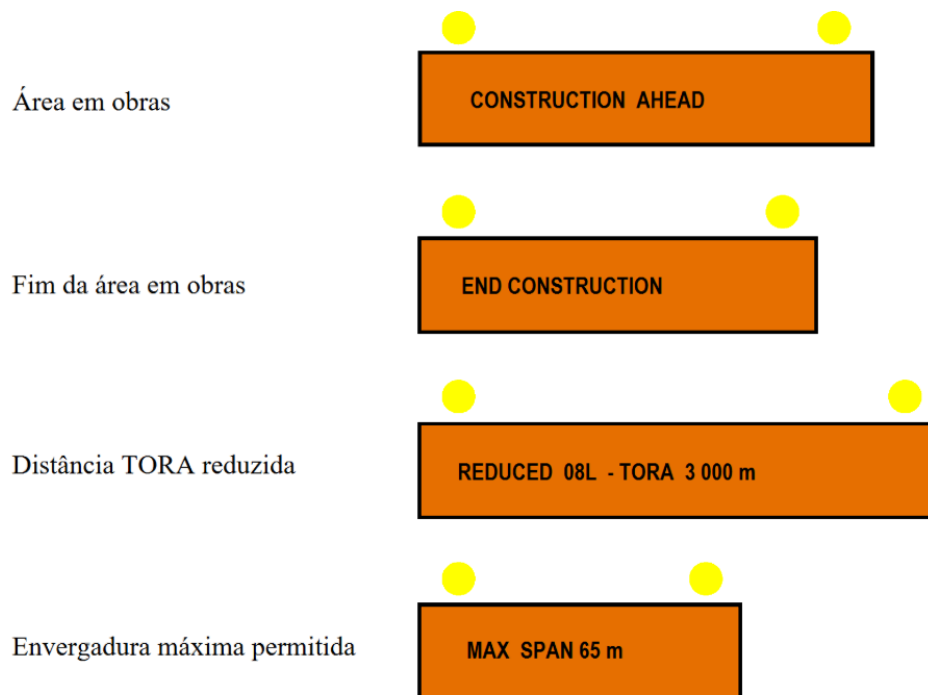 Área em obras
CONSTRUCTION AHEAD
Fim da área em obras
END CONSTRUCTION
Distância TORA reduzida
REDUCED 08L - TORA 3 000 m
Envergadura máxima permitida
MAX SPAN 65 m